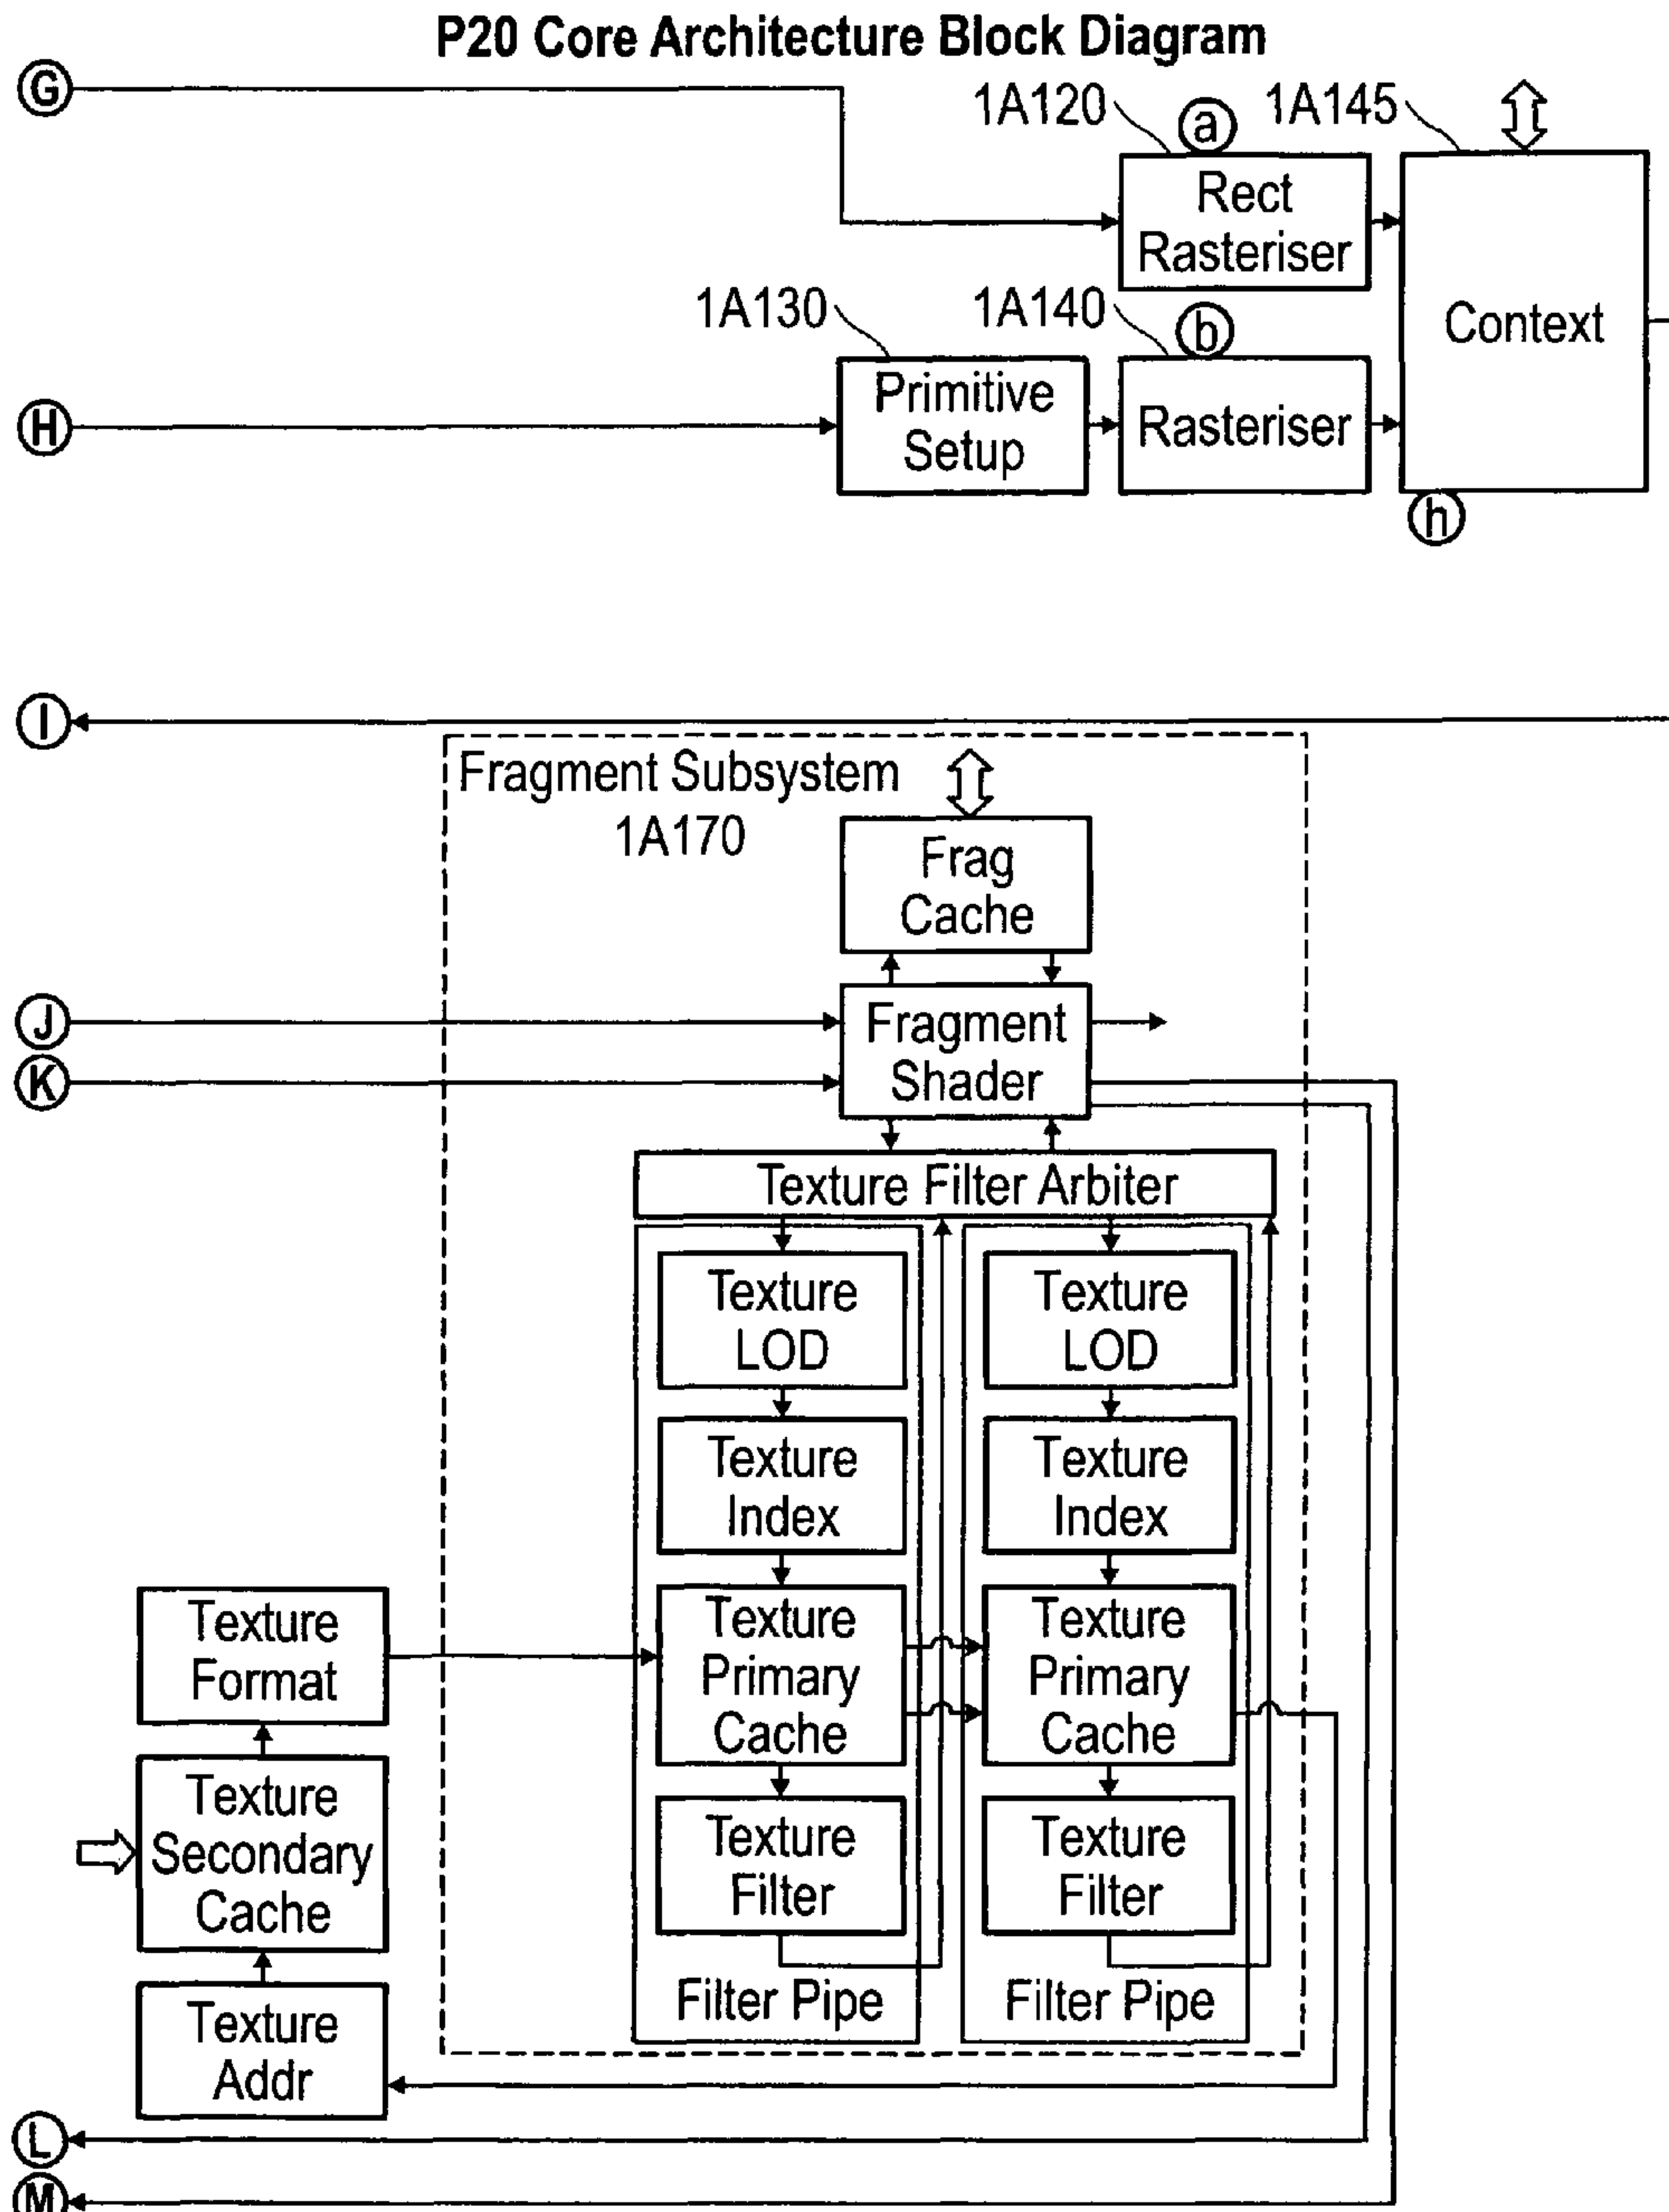 P20 Core Architecture Block Diagram
G
1A120
a
1A145
Rect
Rasteriser
Context
1A130
1A140
b
H
Primitive
Setup
Rasteriser
h
I
Fragment Subsystem
1A170
Frag
Cache
J
K
Fragment
Shader
Texture Filter Arbiter
Texture
LOD
Texture
LOD
Texture
Index
Texture
Index
Texture
Format
Texture
Primary
Cache
Texture
Primary
Cache
Texture
Secondary
Cache
Texture
Filter
Texture
Filter
Filter Pipe
Filter Pipe
Texture
Addr
L
M